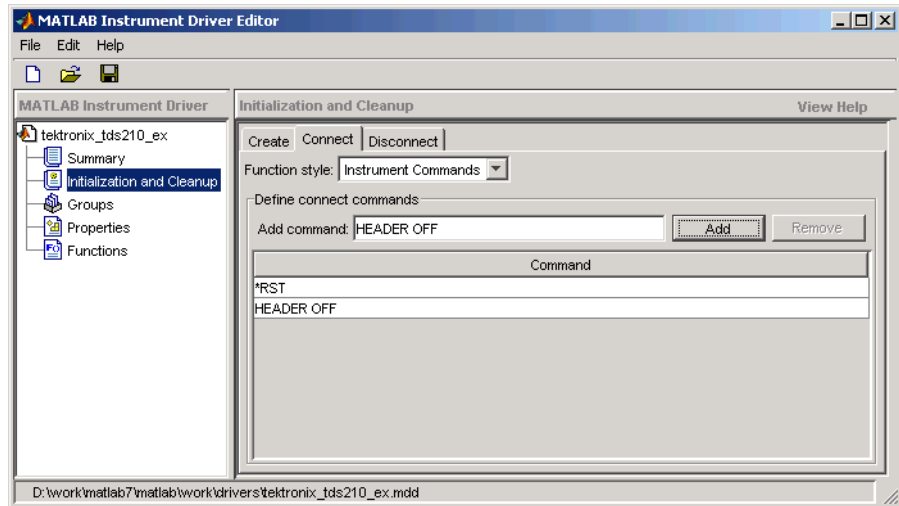 MATLAB Instrument Driver Editor
File Edit Help
MATLAB Instrument Driver
Initialization and Cleanup View Help
tektronix_tds210_ex
Summary
Initialization and Cleanup
Groups
Properties
Functions
Create Connect Disconnect
Function style: Instrument Commands
Define connect commands
Add command: HEADER OFF Add Remove
Command
*RST
HEADER OFF
D:\work\matlab7\matlab\work\drivers\tektronix_tds210_ex.mdd